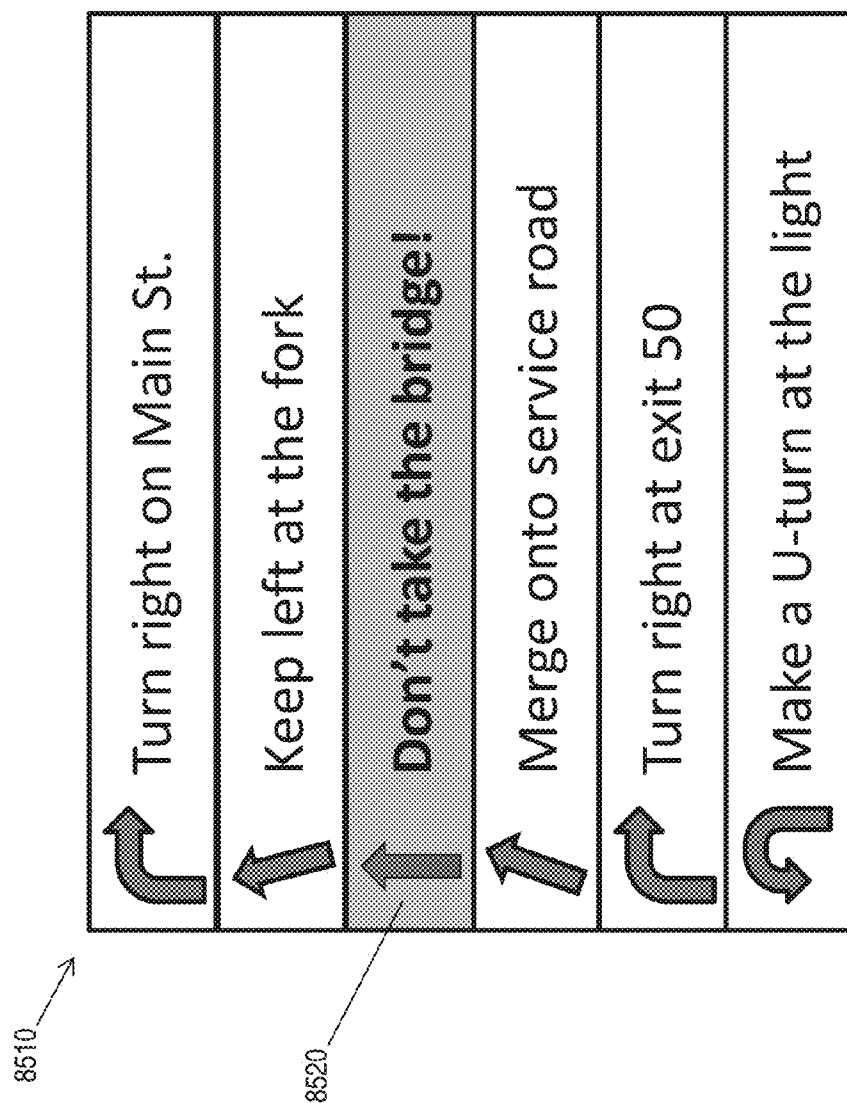 8510
Turn right on Main St.
Keep left at the fork
8520
Don't take the bridge!
Merge onto service road
Turn right at exit 50
Make a U-turn at the light